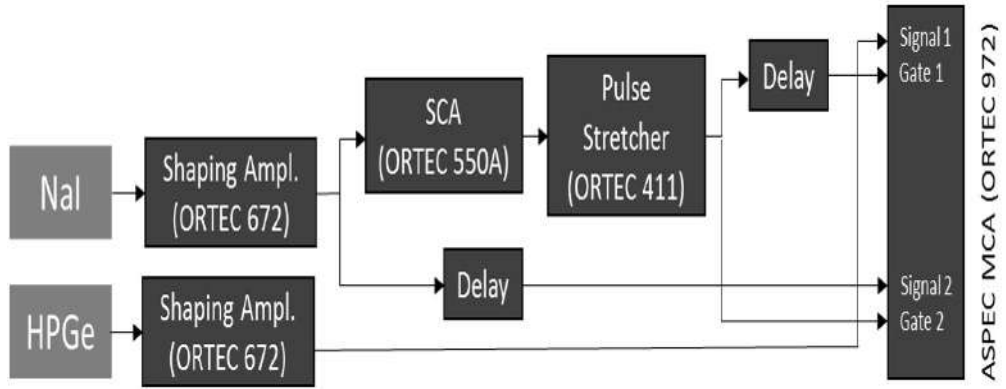 NaI
HPGe
Shaping Ampl.
(ORTEC 672)
Shaping Ampl.
(ORTEC 672)
SCA
(ORTEC 550A)
Delay
Pulse
Stretcher
(ORTEC 411)
Delay
Signal 1
Gate 1
Signal 2
Gate 2
ASPEC MCA (ORTEC 972)